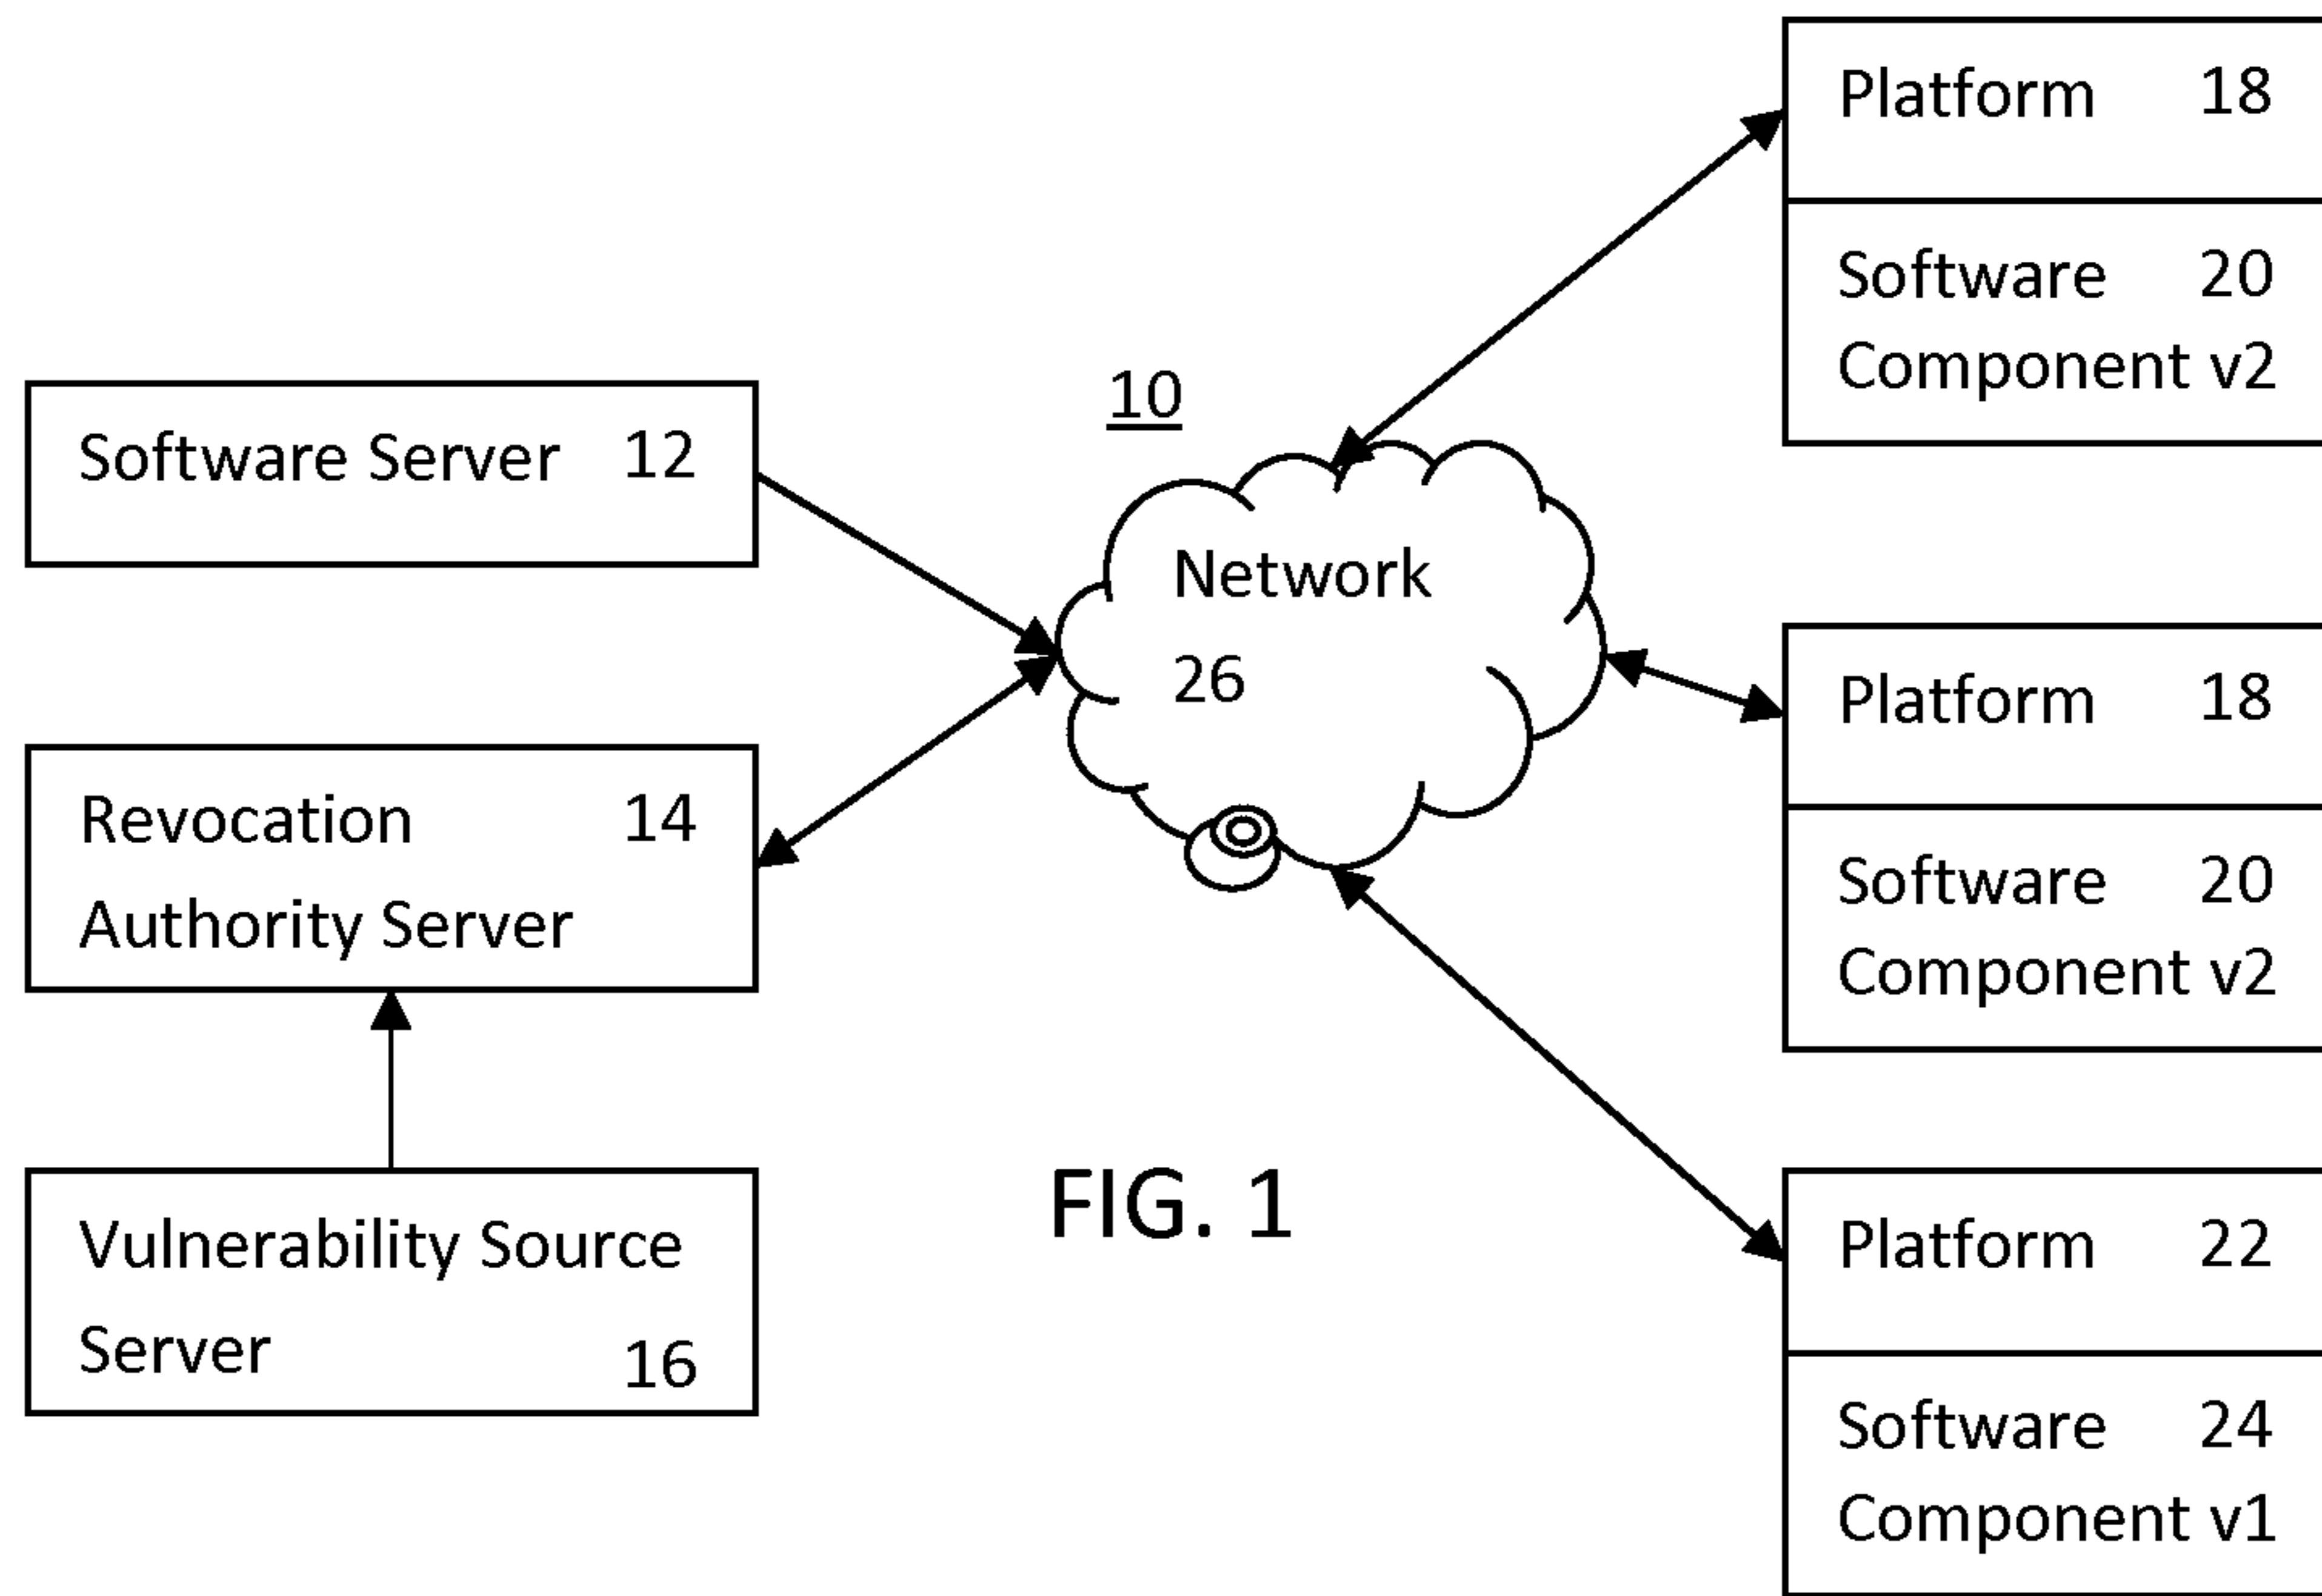 Software Server 12
Revocation 14
Authority Server
Vulnerability Source
Server 16
10
Network
26
FIG. 1
Platform 18
Software 20
Component v2
Platform 18
Software 20
Component v2
Platform 22
Software 24
Component v1